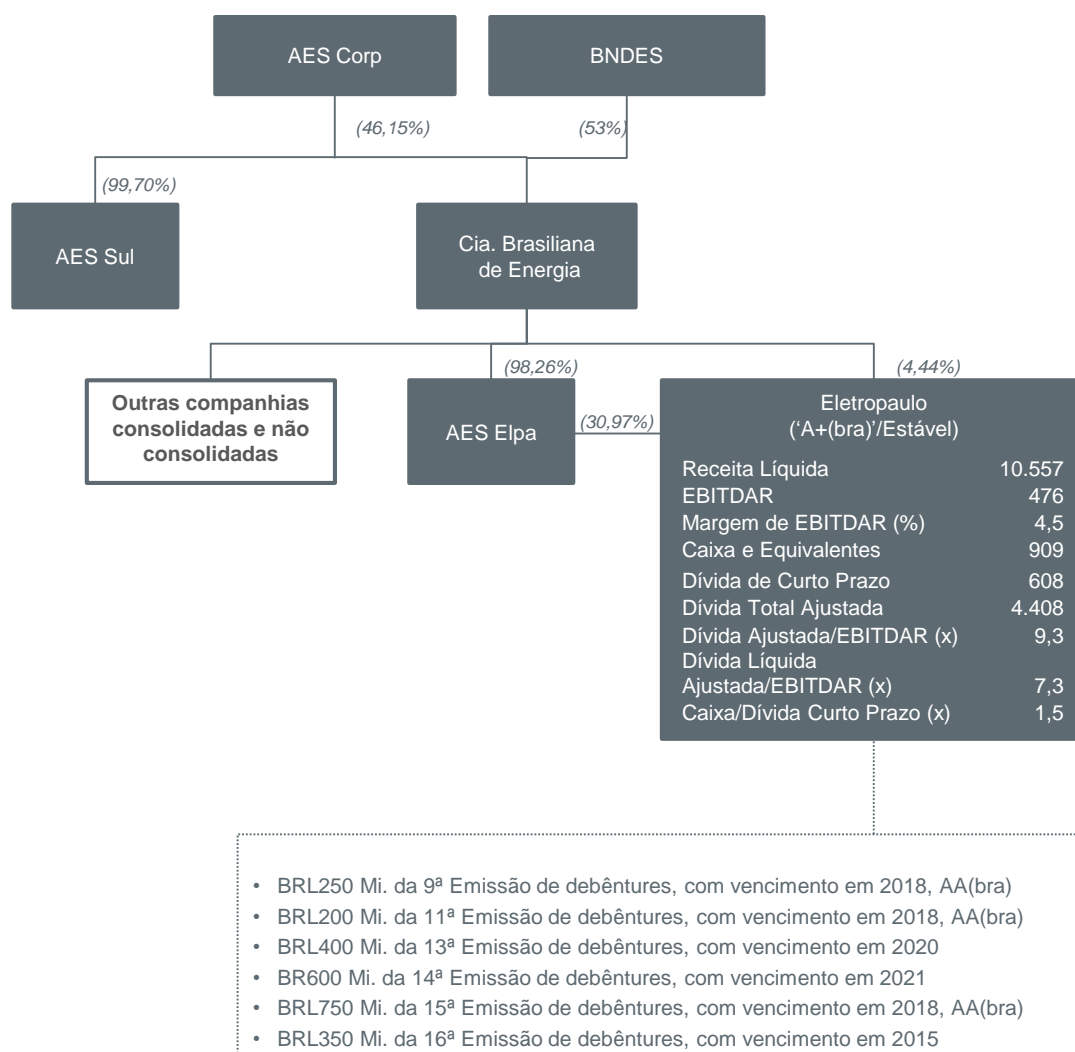 AES Corp
BNDES
(46,15%)
(53%)
(99,70%)
AES Sul
Cia. Brasiliana
de Energia
(98,26%)
(4,44%)
Outras companhias
consolidadas e não
consolidadas
AES Elpa
(30,97%)
Eletropaulo
(‘A+(bra)’/Estável)
Receita Líquida 10.557
EBITDAR 476
Margem de EBITDAR (%) 4,5
Caixa e Equivalentes 909
Dívida de Curto Prazo 608
Dívida Total Ajustada 4.408
Dívida Ajustada/EBITDAR (x) 9,3
Dívida Líquida
Ajustada/EBITDAR (x) 7,3
Caixa/Dívida Curto Prazo (x) 1,5
• BRL250 Mi. da 9ª Emissão de debêntures, com vencimento em 2018, AA(bra)
• BRL200 Mi. da 11ª Emissão de debêntures, com vencimento em 2018, AA(bra)
• BRL400 Mi. da 13ª Emissão de debêntures, com vencimento em 2020
• BR600 Mi. da 14ª Emissão de debêntures, com vencimento em 2021
• BRL750 Mi. da 15ª Emissão de debêntures, com vencimento em 2018, AA(bra)
• BRL350 Mi. da 16ª Emissão de debêntures, com vencimento em 2015